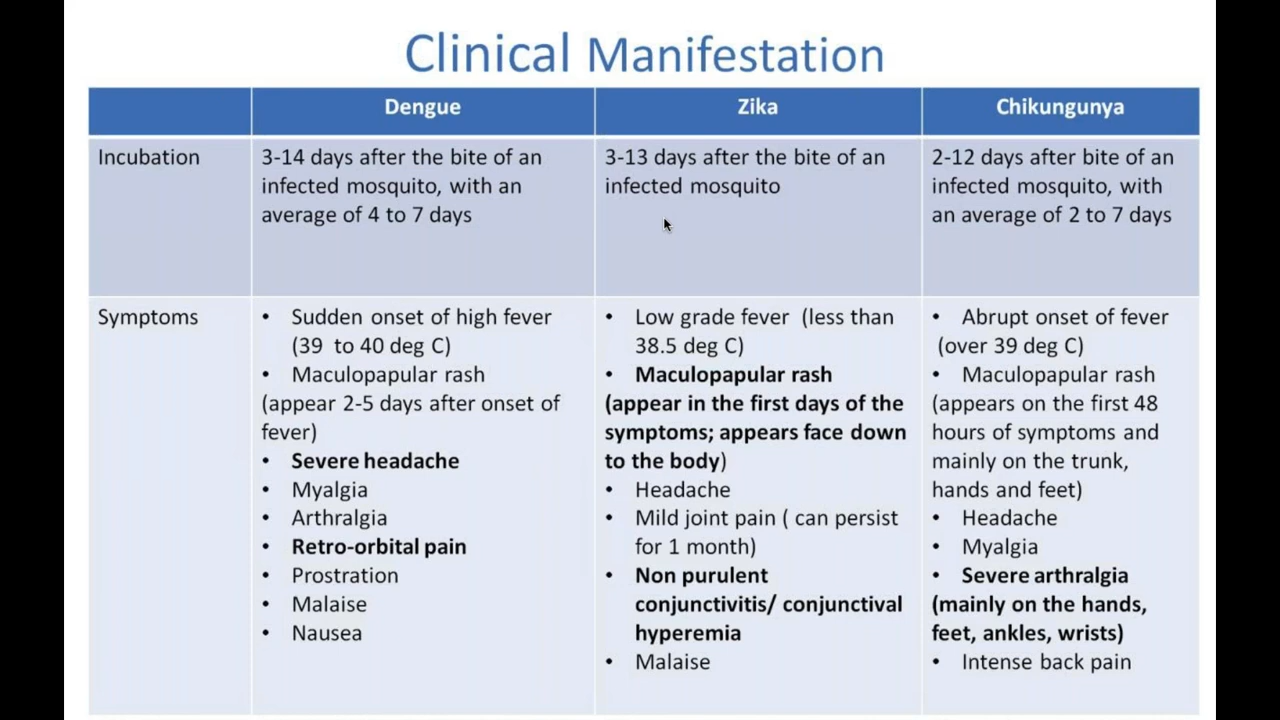 Clinical Manifestation
Dengue
Zika
Chikungunya
Incubation
3-14 days after the bite of an
infected mosquito, with an
average of 4 to 7 days
3-13 days after the bite of an
infected mosquito
2-12 days after bite of an
infected mosquito, with
an average of 2 to 7 days
Symptoms
• Sudden onset of high fever
(39 to 40 deg C)
• Maculopapular rash
(appear 2-5 days after onset of
fever)
• Severe headache
• Myalgia
• Arthralgia
• Retro-orbital pain
• Prostration
• Malaise
• Nausea
• Low grade fever (less than
38.5 deg C)
• Maculopapular rash
(appear in the first days of the
symptoms; appears face down
to the body)
• Headache
• Mild joint pain ( can persist
for 1 month)
• Non purulent
conjunctivitis/ conjunctival
hyperemia
• Malaise
• Abrupt onset of fever
(over 39 deg C)
• Maculopapular rash
(appears on the first 48
hours of symptoms and
mainly on the trunk,
hands and feet)
• Headache
• Myalgia
• Severe arthralgia
(mainly on the hands,
feet, ankles, wrists)
• Intense back pain